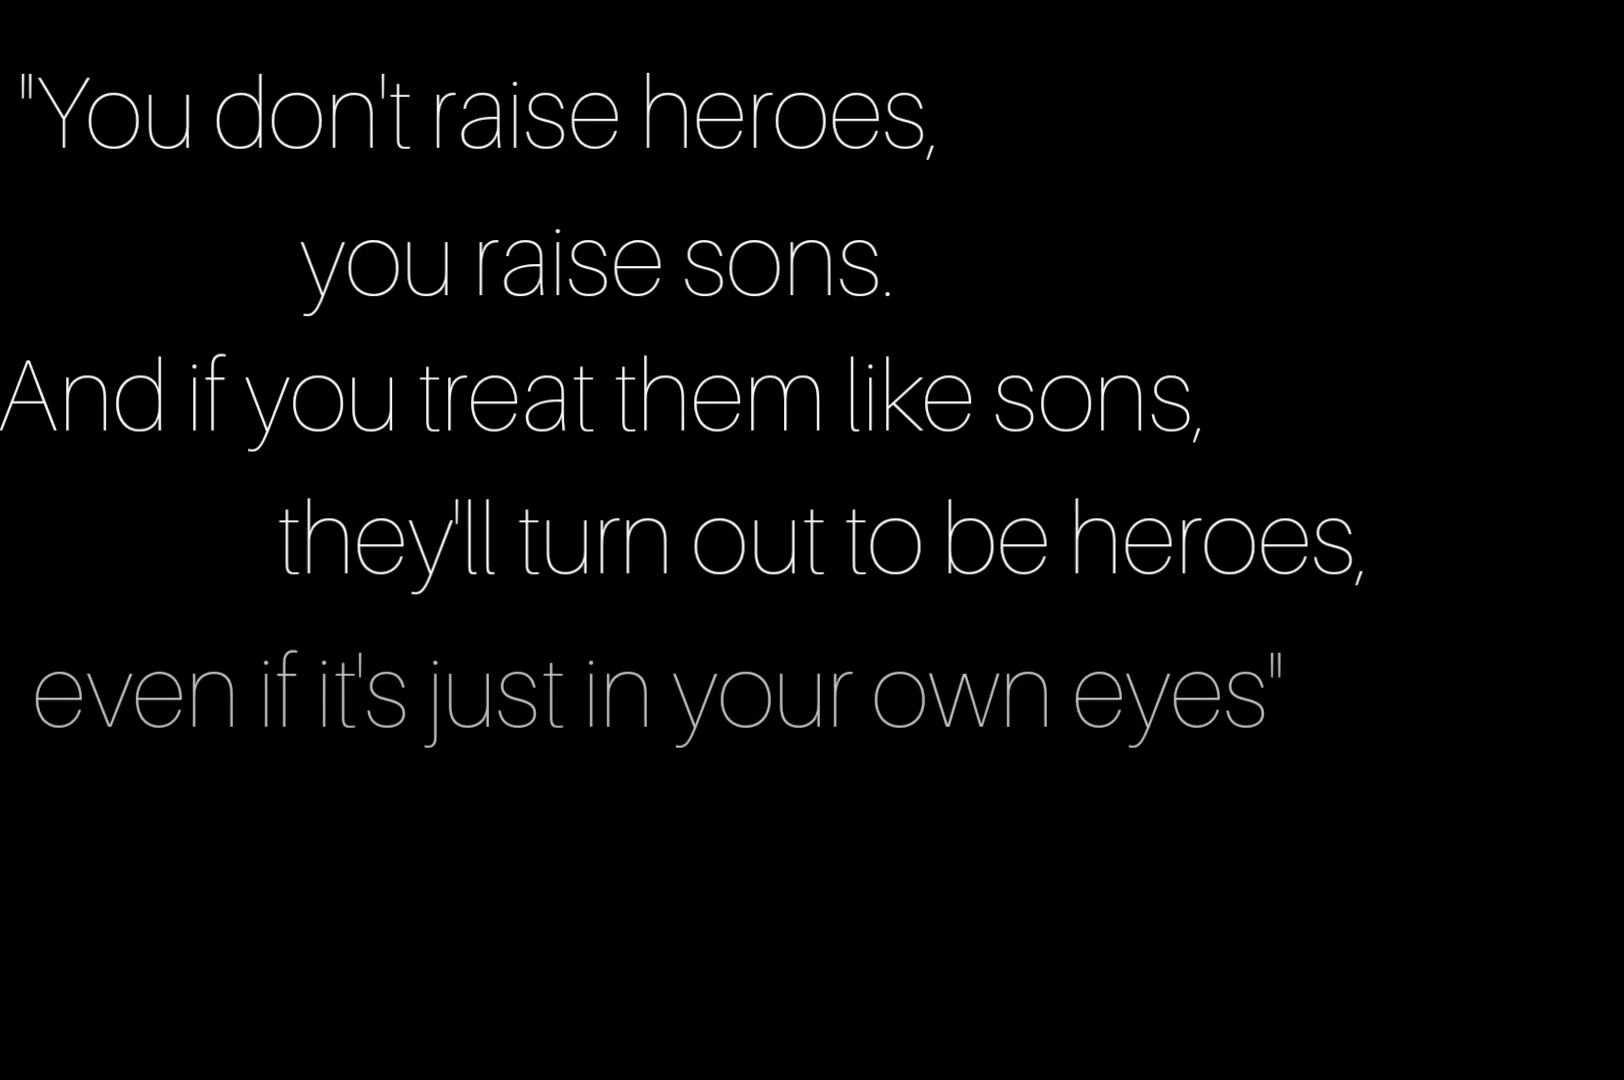 "You don't raise heroes,
you raise sons.
And if you treat them like sons,
they'll turn out to be heroes,
even if it's just in your own eyes"